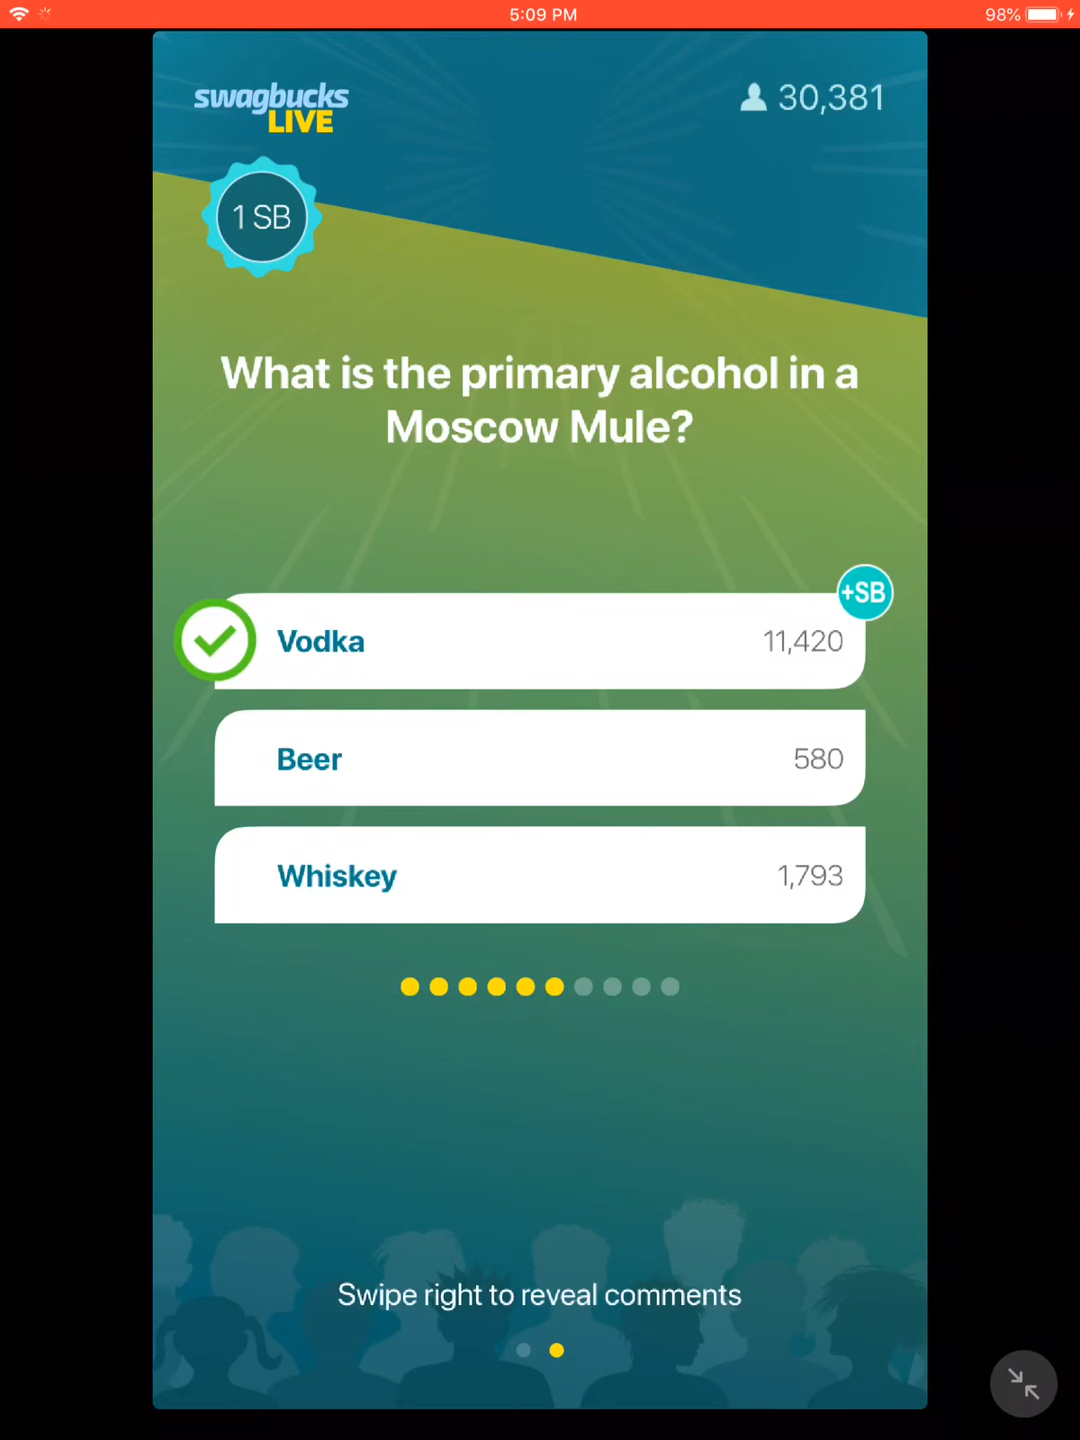 5:09 PM
98%
swagbucks
LIVE
30,381
1 SB
What is the primary alcohol in a
Moscow Mule?
+SB
Vodka 11,420
Beer 580
Whiskey 1,793
Swipe right to reveal comments